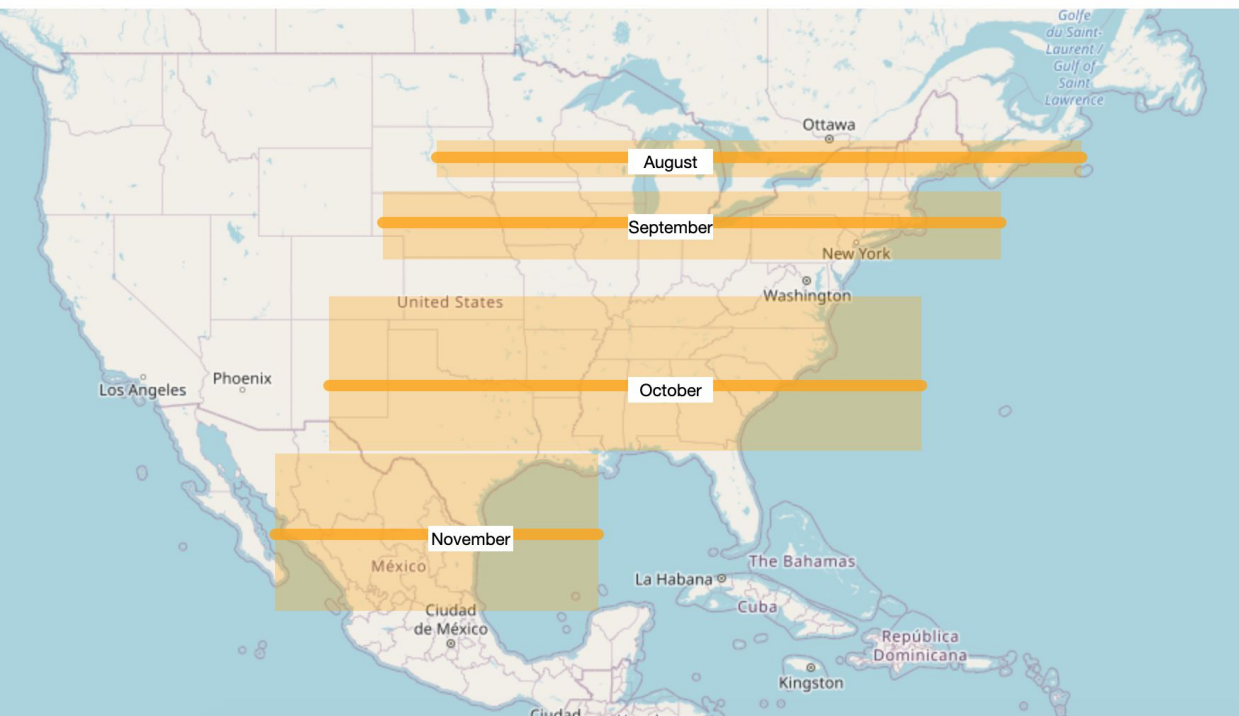 Golfe
du Saint-
Laurent /
Gulf of
Saint
Lawrence
Ottawa
August
September
New York
Washington
United States
Phoenix
Los Angeles
October
November
México
The Bahamas
La Habana
Cuba
Ciudad
de México
República
Dominicana
Kingston
Ciudad